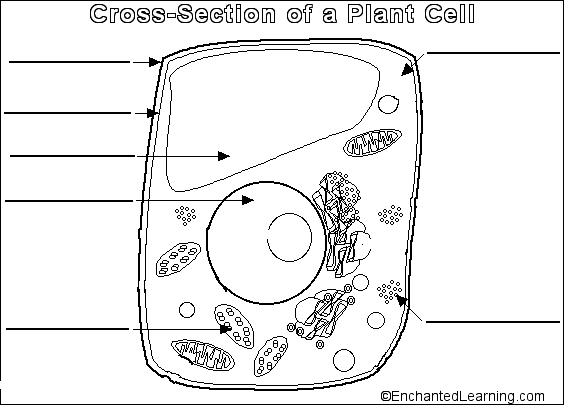 Cross-Section of a Plant Cell
©EnchantedLearning.com